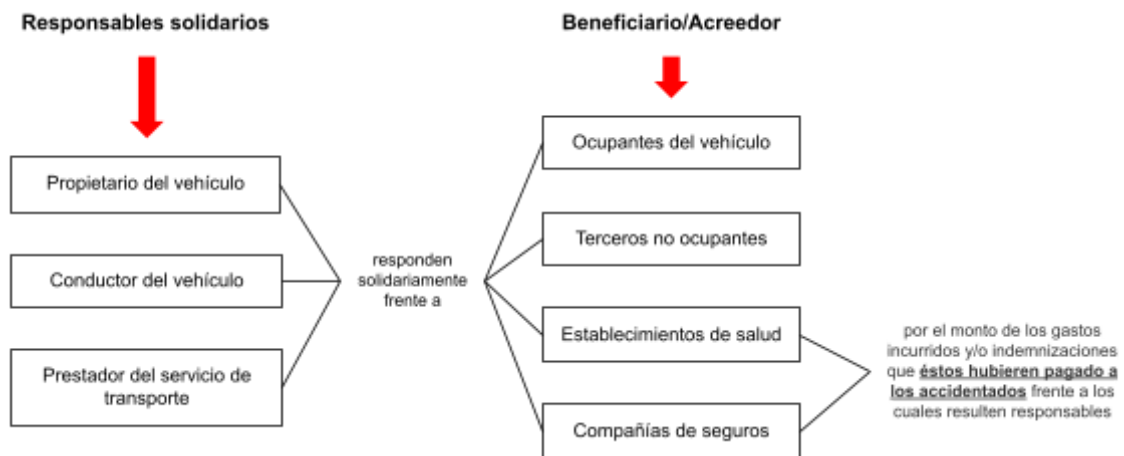 Responsables solidarios
Beneficiario/Acreedor
Propietario del vehículo
Conductor del vehículo
Prestador del servicio de
transporte
responden
solidariamente
frente a
Ocupantes del vehículo
Terceros no ocupantes
Establecimientos de salud
Compañías de seguros
por el monto de los gastos
incurridos y/o indemnizaciones
que éstos hubieren pagado a
los accidentados frente a los
cuales resulten responsables